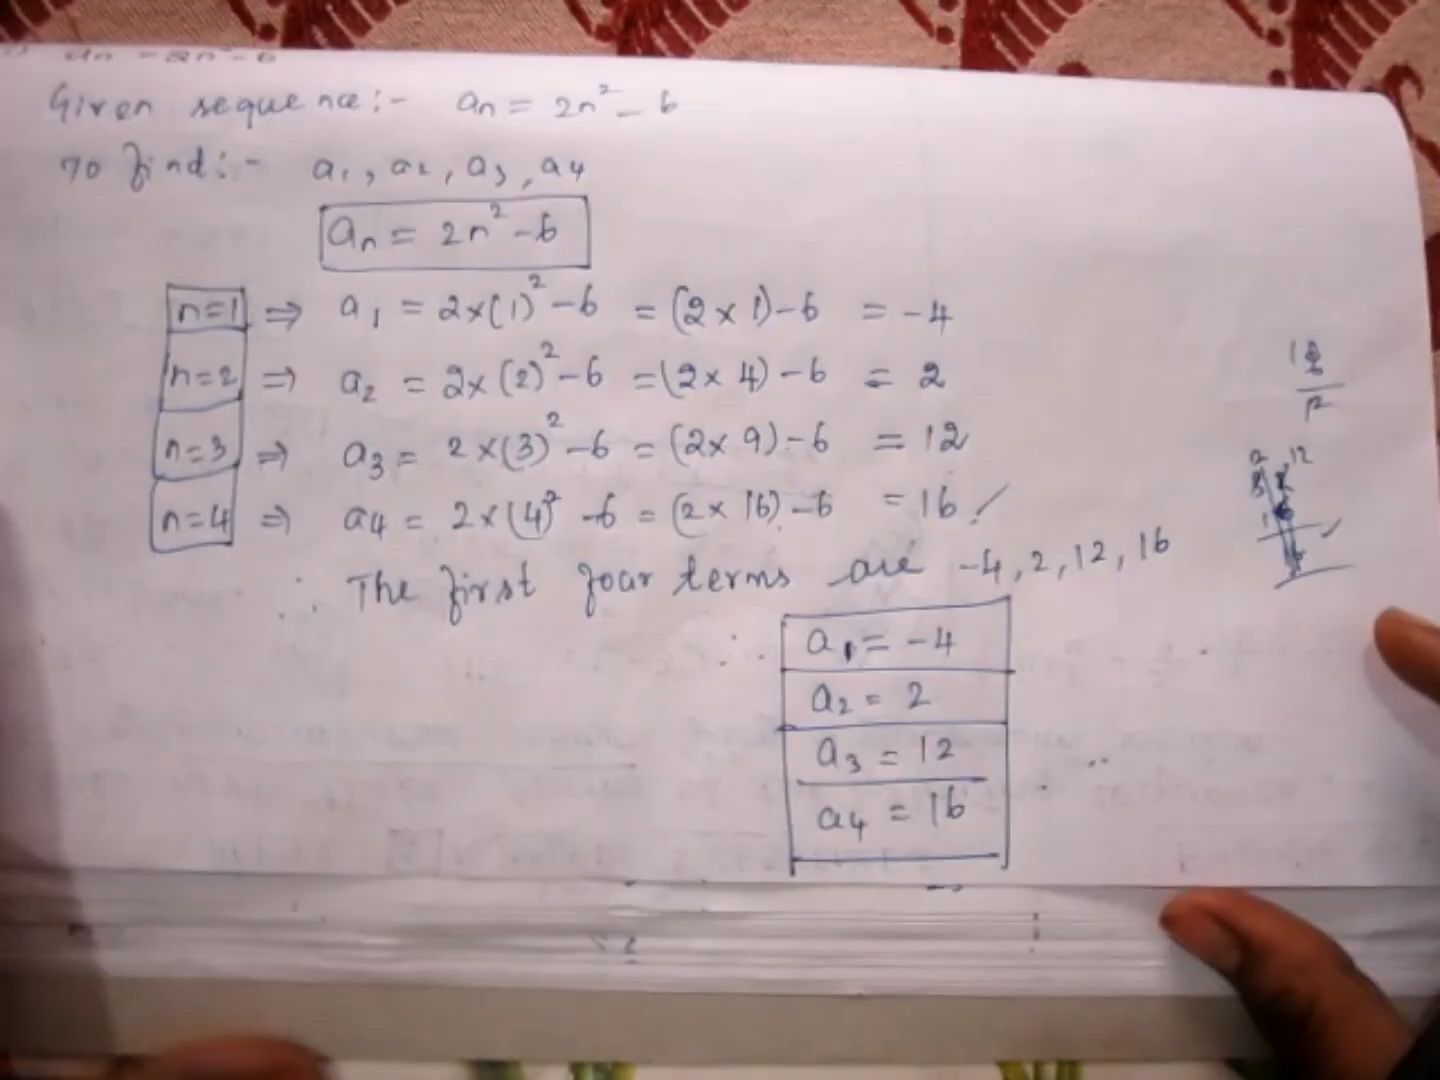 an = 2n² - 6
Given sequence:- an = 2n² - 6
To find:- a1, a2, a3, a4
an = 2n² - 6
n=1 ⇒ a1 = 2×(1)² - 6 = (2 × 1) - 6 = -4
n=2 ⇒ a2 = 2×(2)² - 6 = (2 × 4) - 6 = 2
n=3 ⇒ a3 = 2×(3)² - 6 = (2 × 9) - 6 = 12
n=4 ⇒ a4 = 2×(4)² - 6 = (2 × 16) - 6 = 16
∴ The first four terms are -4, 2, 12, 16
∴ a1 = -4
a2 = 2
a3 = 12
a4 = 16